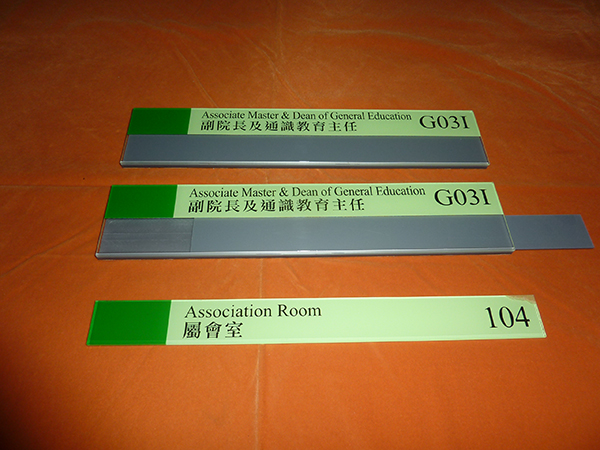 Associate Master & Dean of General Education G03I
副院長及通識教育主任
Associate Master & Dean of General Education G03I
副院長及通識教育主任
Association Room 104
屬會室